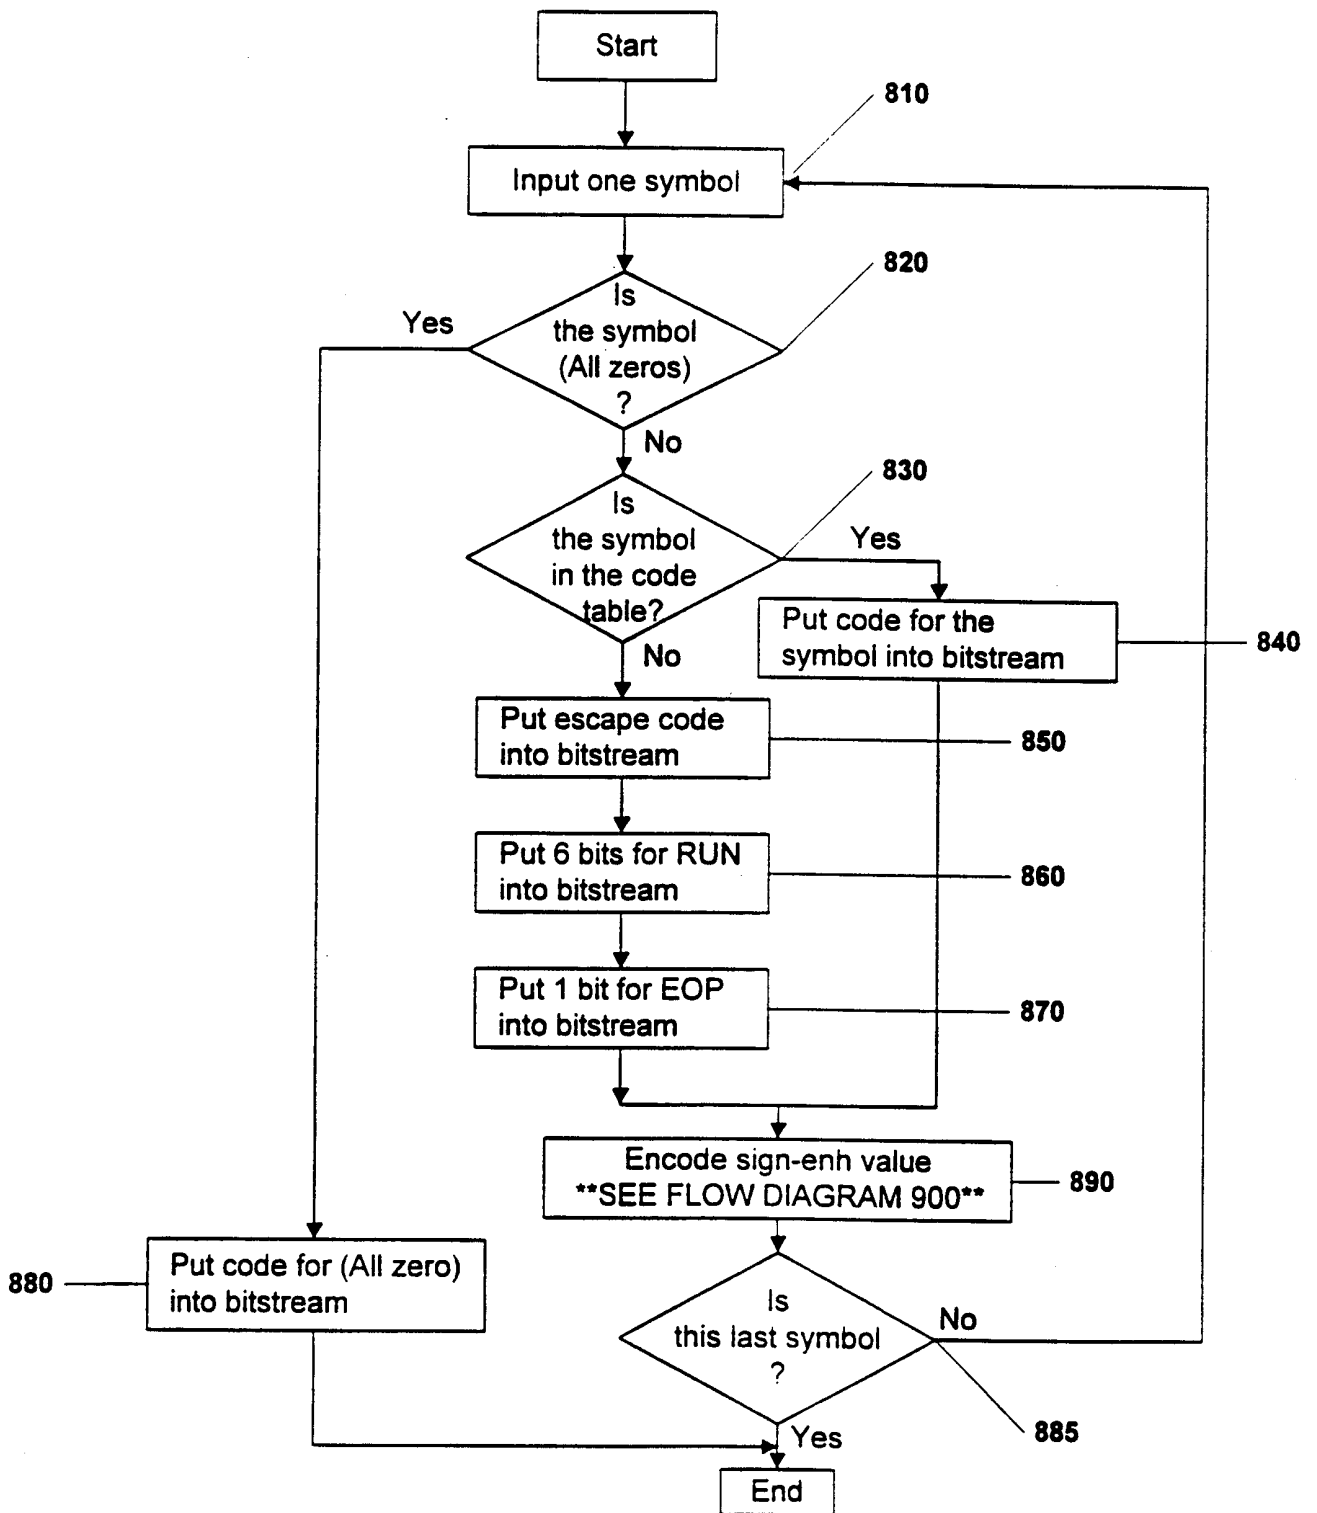 Start
810
Input one symbol
820
Is
the symbol
(All zeros)
?
Yes
No
830
Is
the symbol
in the code
table?
Yes
No
Put code for the
symbol into bitstream
840
Put escape code
into bitstream
850
Put 6 bits for RUN
into bitstream
860
Put 1 bit for EOP
into bitstream
870
Encode sign-enh value
**SEE FLOW DIAGRAM 900**
890
880
Put code for (All zero)
into bitstream
Is
this last symbol
?
No
885
Yes
End